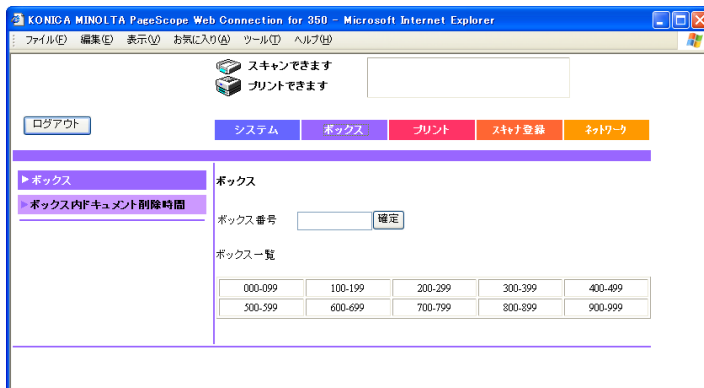 KONICA MINOLTA PageScope Web Connection for 350 - Microsoft Internet Explorer
ファイル(F) 編集(E) 表示(V) お気に入り(A) ツール(T) ヘルプ(H)
スキャンできます
プリントできます
ログアウト
システム ボックス プリント スキャナ登録 ネットワーク
ボックス
ボックス内ドキュメント削除時間
ボックス
ボックス番号 確定
ボックス一覧
000-099 100-199 200-299 300-399 400-499
500-599 600-699 700-799 800-899 900-999